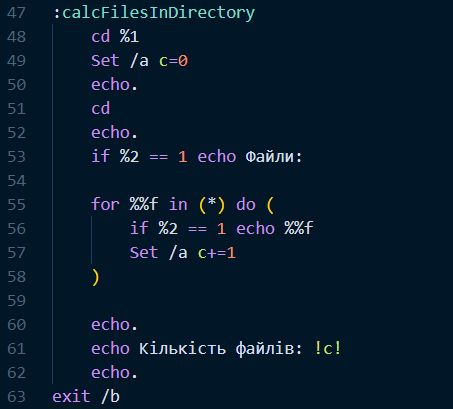 47 :calcFilesInDirectory
48     cd %1
49     Set /a c=0
50     echo.
51     cd
52     echo.
53     if %2 == 1 echo Файли:
54
55     for %%f in (*) do (
56         if %2 == 1 echo %%f
57         Set /a c+=1
58     )
59
60     echo.
61     echo Кількість файлів: !c!
62     echo.
63 exit /b